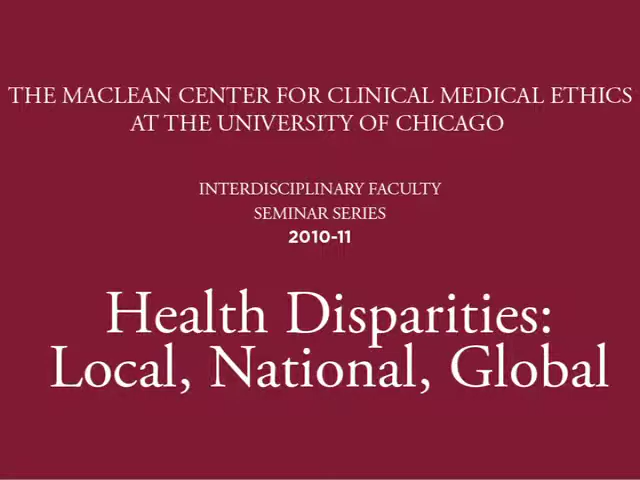 THE MACLEAN CENTER FOR CLINICAL MEDICAL ETHICS
AT THE UNIVERSITY OF CHICAGO
INTERDISCIPLINARY FACULTY
SEMINAR SERIES
2010-11
Health Disparities:
Local, National, Global